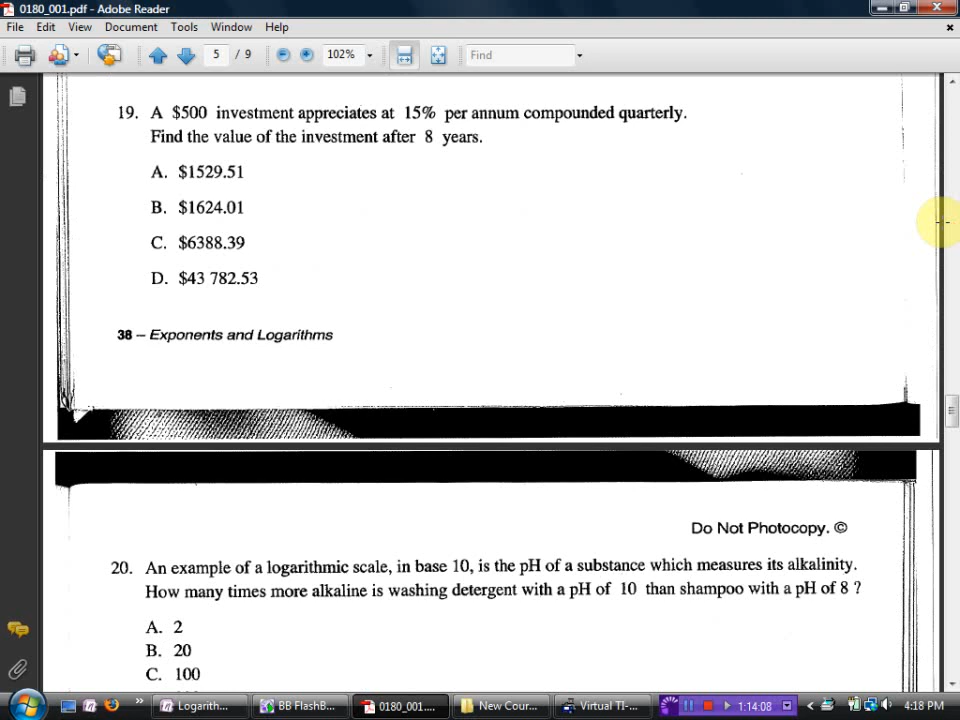 0180_001.pdf - Adobe Reader
File Edit View Document Tools Window Help
5 / 9 102% Find
19. A $500 investment appreciates at 15% per annum compounded quarterly.
Find the value of the investment after 8 years.
A. $1529.51
B. $1624.01
C. $6388.39
D. $43 782.53
38 – Exponents and Logarithms
Do Not Photocopy. ©
20. An example of a logarithmic scale, in base 10, is the pH of a substance which measures its alkalinity.
How many times more alkaline is washing detergent with a pH of 10 than shampoo with a pH of 8 ?
A. 2
B. 20
C. 100
Logarith... BB FlashB... 0180_001.... New Cour... Virtual TI-... 1:14:08 4:18 PM